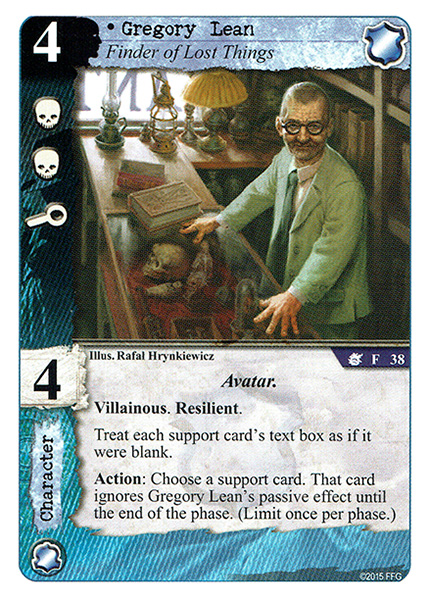 4
• Gregory Lean
Finder of Lost Things
Illus. Rafał Hrynkiewicz
F 38
4
Avatar.
Villainous. Resilient.
Treat each support card's text box as if it
were blank.
Action: Choose a support card. That card
ignores Gregory Lean's passive effect until
the end of the phase. (Limit once per phase.)
Character
©2015 FFG